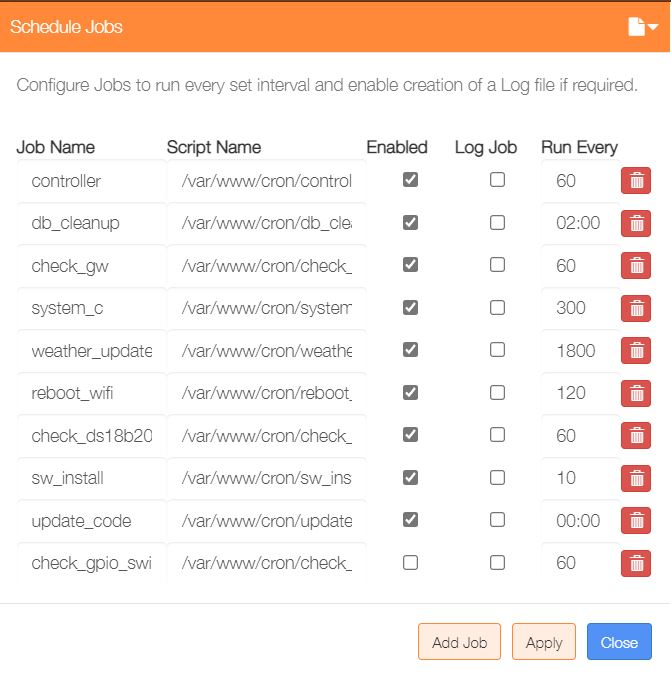 Schedule Jobs
Configure Jobs to run every set interval and enable creation of a Log file if required.
Job Name Script Name Enabled Log Job Run Every
controller /var/www/cron/control 60
db_cleanup /var/www/cron/db_cle 02:00
check_gw /var/www/cron/check_ 60
system_c /var/www/cron/system 300
weather_update /var/www/cron/weathe 1800
reboot_wifi /var/www/cron/reboot_ 120
check_ds18b20 /var/www/cron/check_ 60
sw_install /var/www/cron/sw_ins 10
update_code /var/www/cron/update 00:00
check_gpio_swi /var/www/cron/check_ 60
Add Job Apply Close